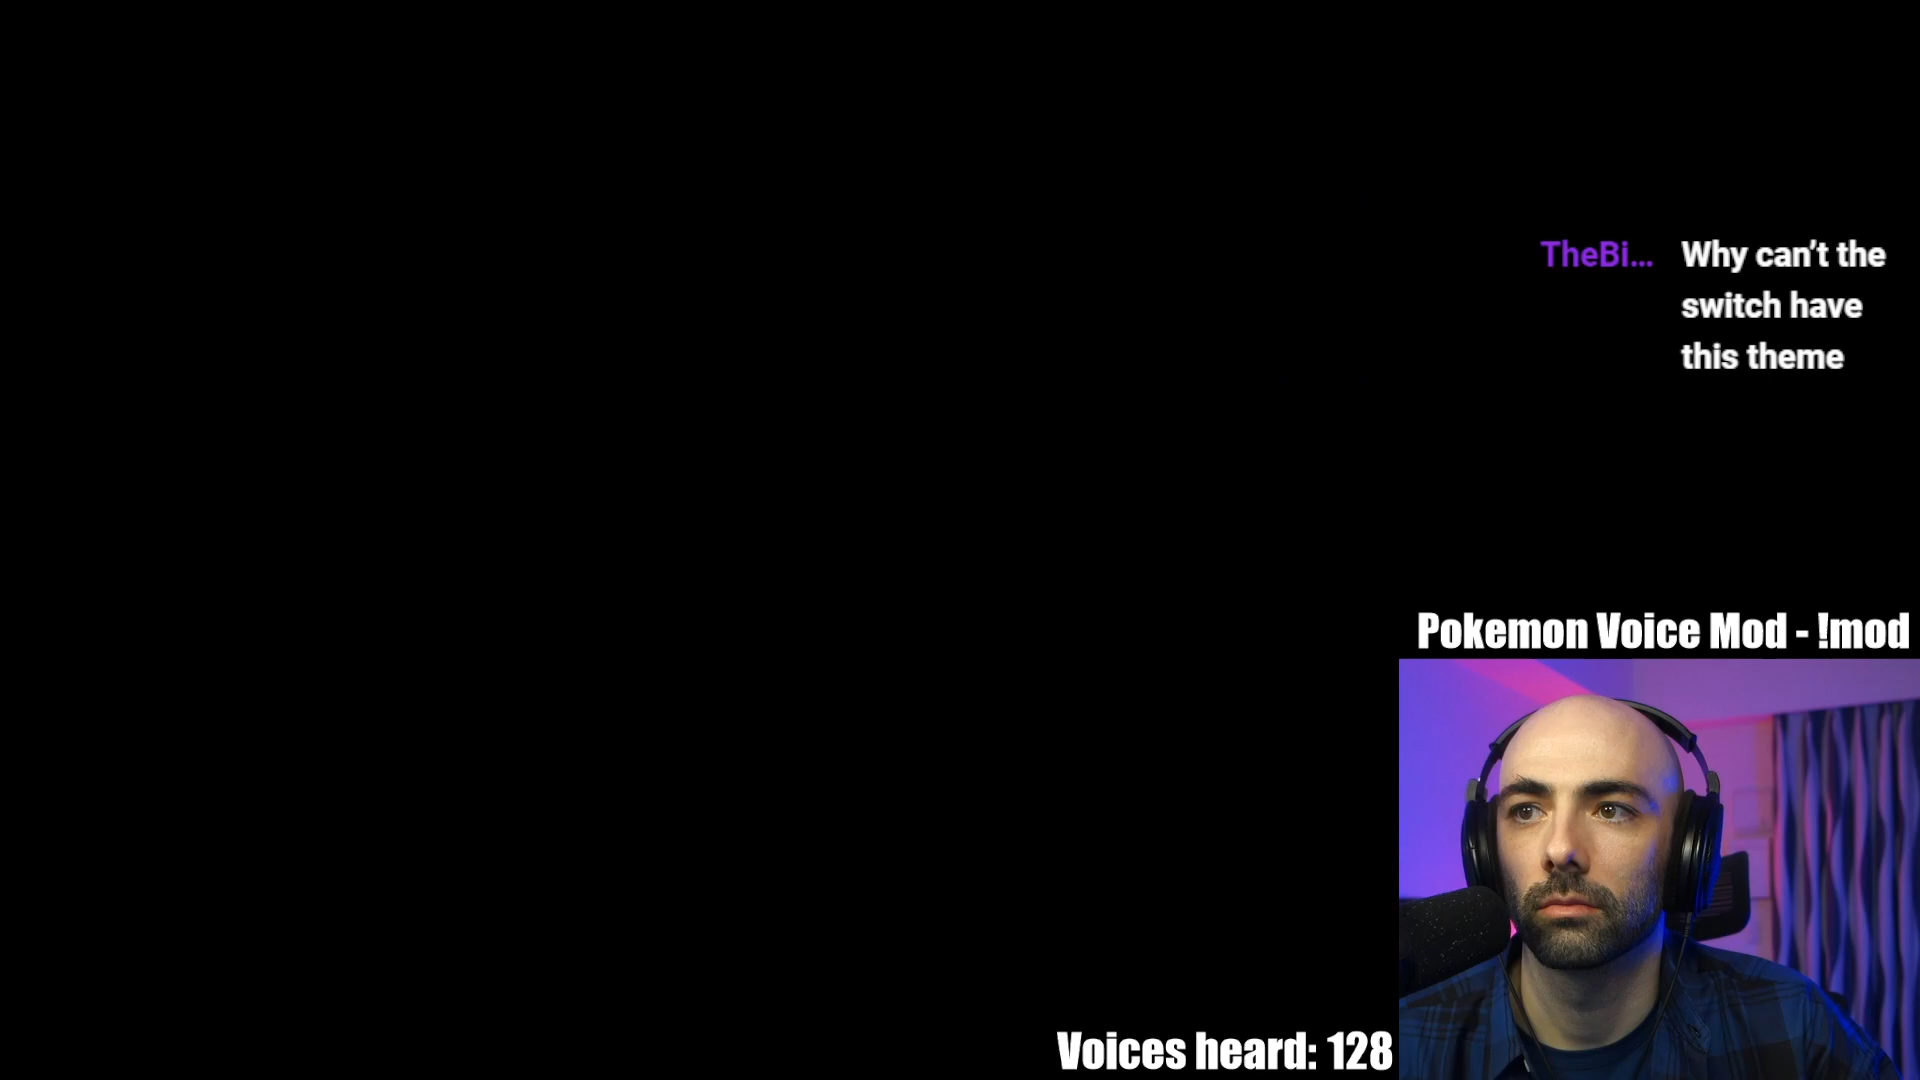 TheBi... Why can't the
switch have
this theme
Pokemon Voice Mod - !mod
Voices heard: 128